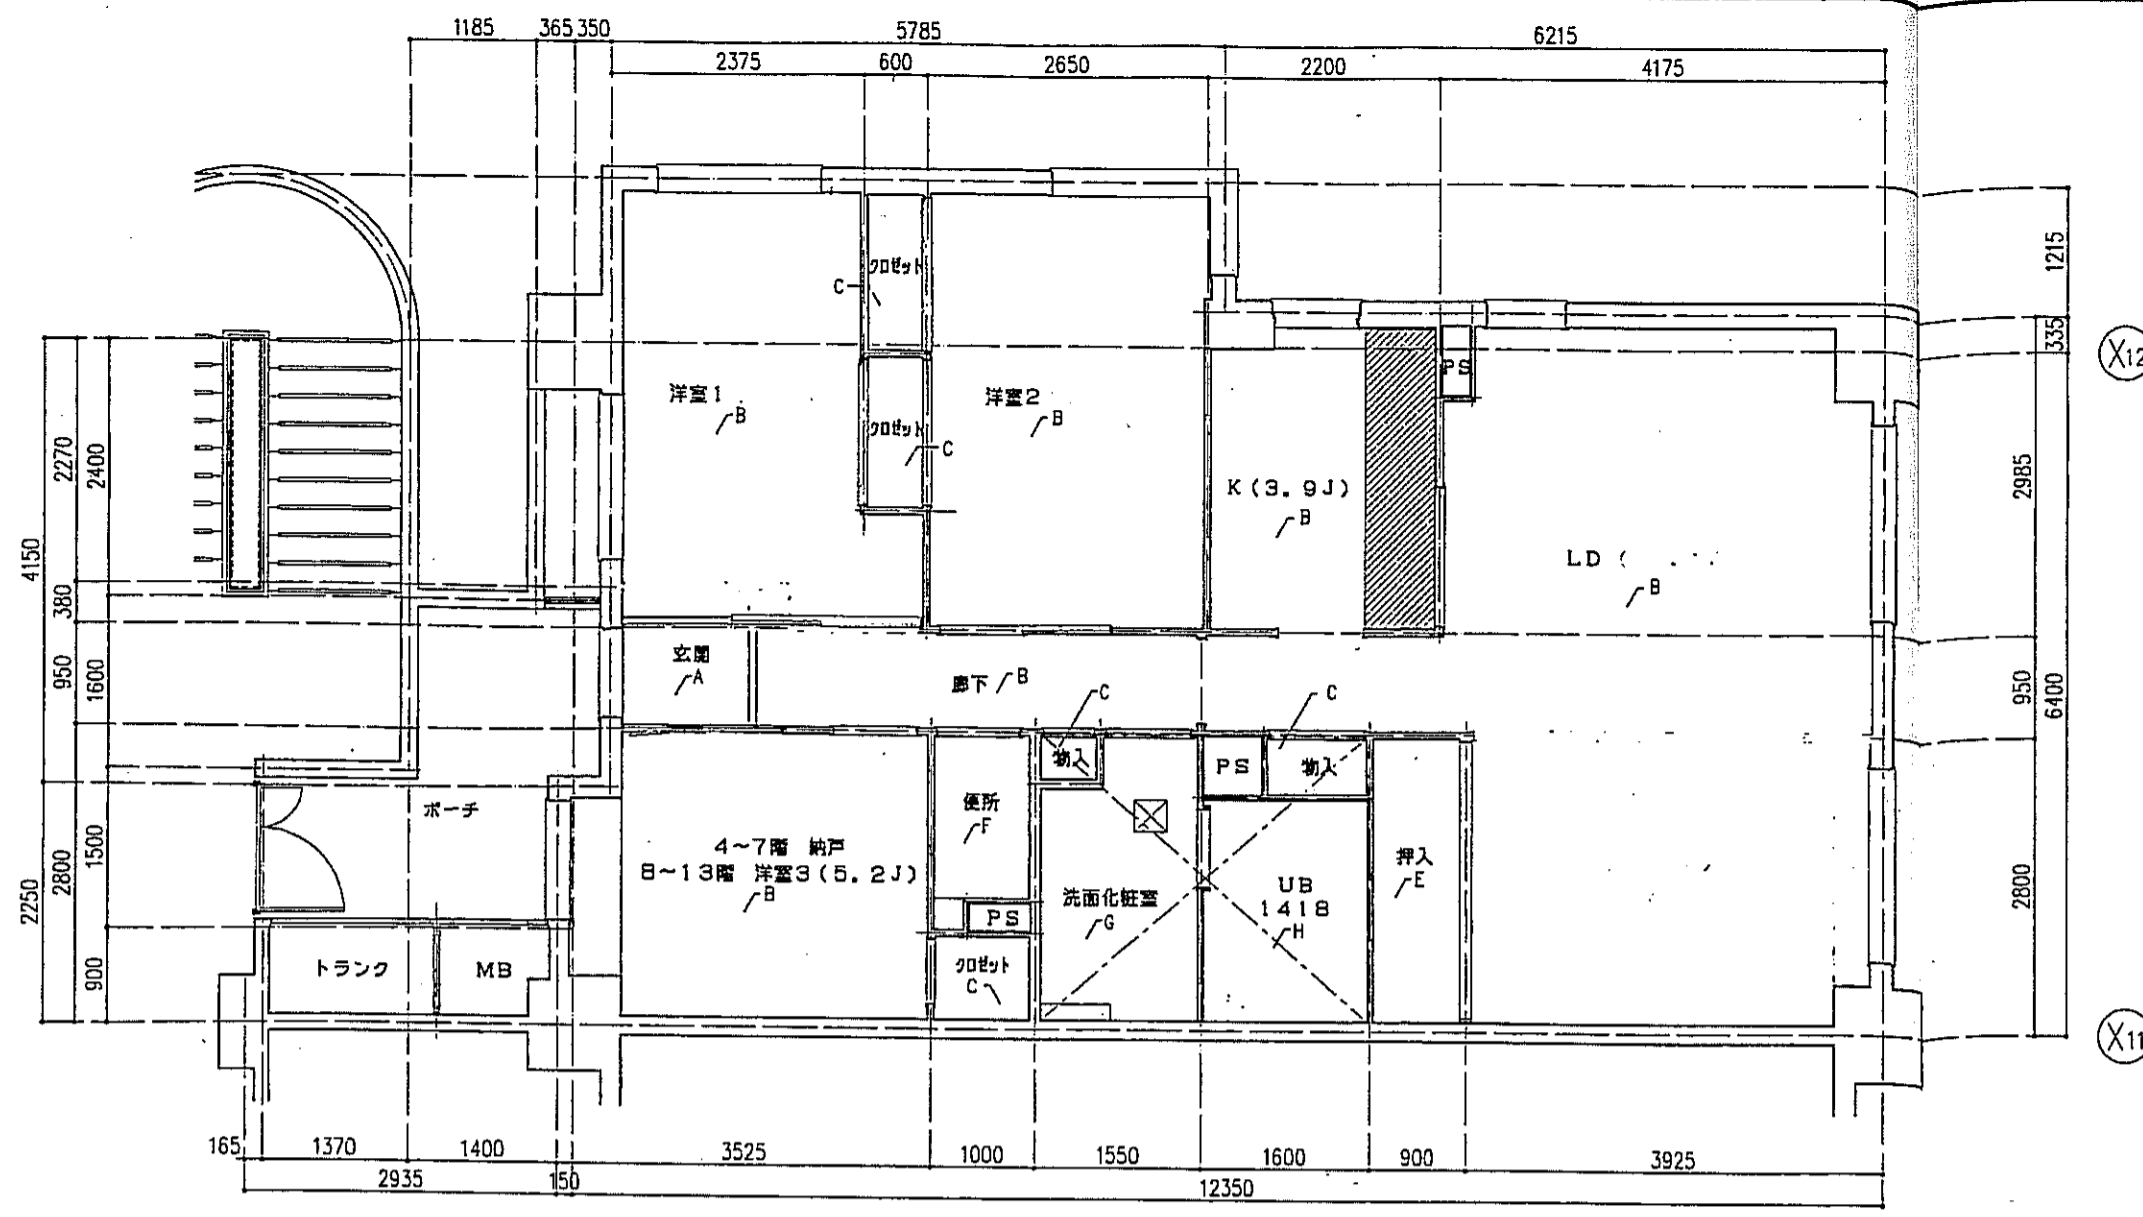 1185 365 350 5785 6215
2375 600 2650 2200 4175
1215
335
X12
2985
950
6400
2800
X11
2270
2400
4150
380
950
1600
1500
2800
2250
900
クロゼット
C
洋室1
B
クロゼット
C
洋室2
B
K(3.9J)
B
PS
LD (
B
玄関
A
廊下 B
C
C
物入
PS
物入
ポーチ
便所
F
4~7階 納戸
8~13階 洋室3(5.2J)
B
洗面化粧室
G
UB
1418
H
押入
E
PS
クロゼット
C
トランク
MB
165 1370 1400 3525 1000 1550 1600 900 3925
2935 150 12350